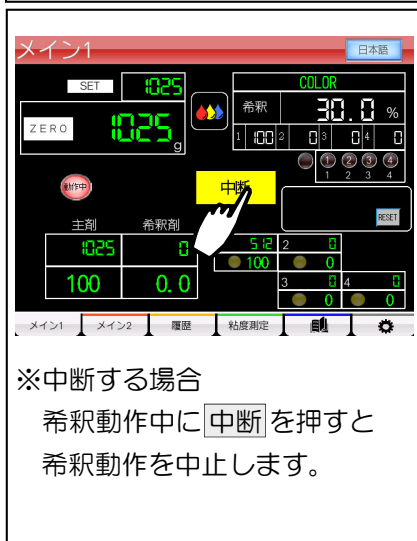 メイン1 日本語
SET 1025 COLOR
ZERO 1025 g 希釈 30.0 %
1 100 2 0 3 0 4 0
1 2 3 4
1 2 3 4
動作中 中断
RESET
主剤 希釈剤
1025 0 512 2 0
100 0.0 100 0
3 0 4 0
0 0
メイン1 メイン2 履歴 粘度測定
※中断する場合
希釈動作中に 中断 を押すと
希釈動作を中止します。